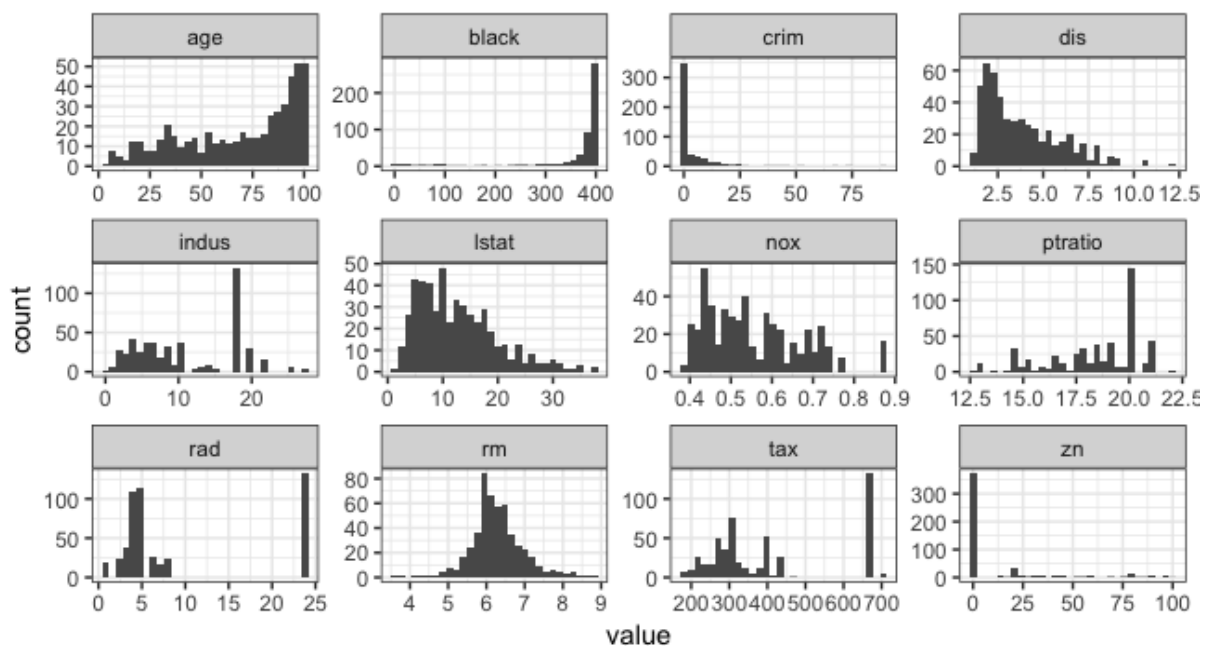 age
black
crim
dis
50
40
30
20
10
0
0 25 50 75 100
200
100
0
0 100 200 300 400
300
200
100
0
0 25 50 75
60
40
20
0
2.5 5.0 7.5 10.0 12.5
indus
lstat
nox
ptratio
100
50
0
0 10 20
50
40
30
20
10
0
0 10 20 30
40
20
0
0.4 0.5 0.6 0.7 0.8 0.9
150
100
50
0
12.5 15.0 17.5 20.0 22.5
rad
rm
tax
zn
100
50
0
0 5 10 15 20 25
80
60
40
20
0
4 5 6 7 8 9
100
50
0
200 300 400 500 600 700
300
200
100
0
0 25 50 75 100
count
value